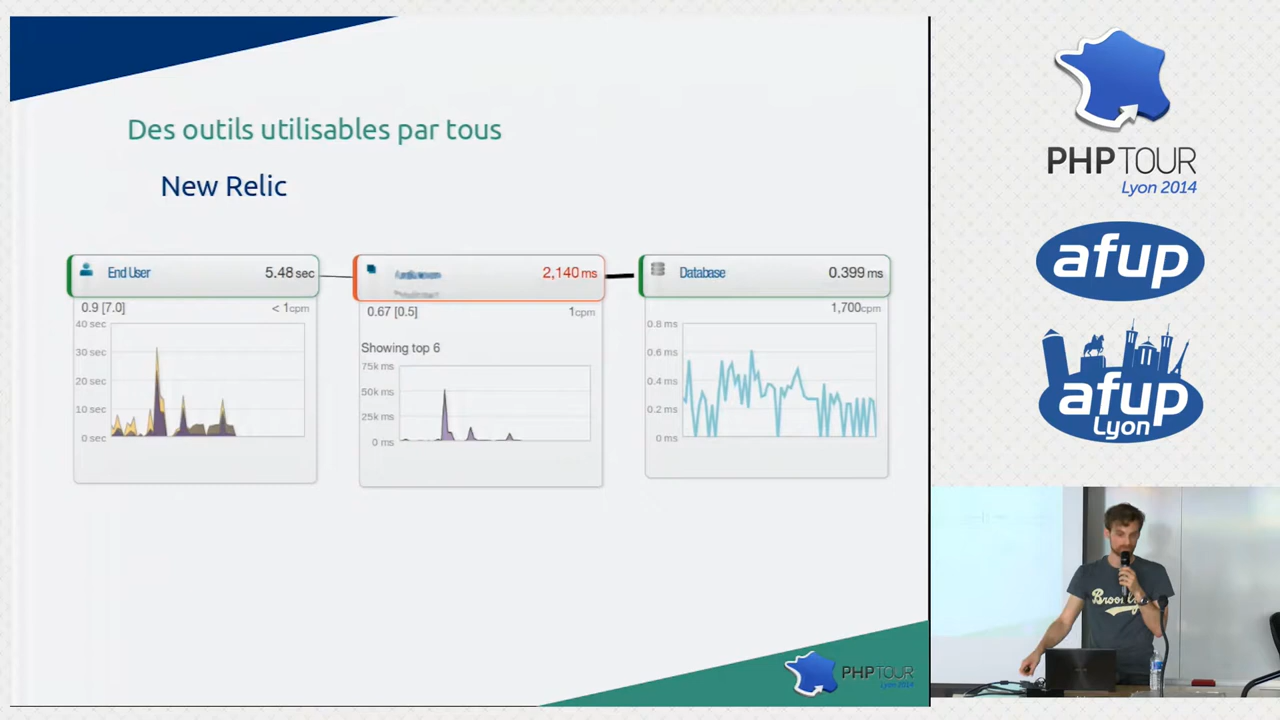 Des outils utilisables par tous
New Relic
End User 5.48 sec
0.9 [7.0] < 1cpm
40 sec
30 sec
20 sec
10 sec
0 sec
2,140 ms
0.67 [0.5] 1cpm
Showing top 6
75k ms
50k ms
25k ms
0 ms
Database 0.399 ms
1,700cpm
0.8 ms
0.6 ms
0.4 ms
0.2 ms
0 ms
PHP TOUR
Lyon 2014
PHP TOUR
Lyon 2014
afup
afup
Lyon